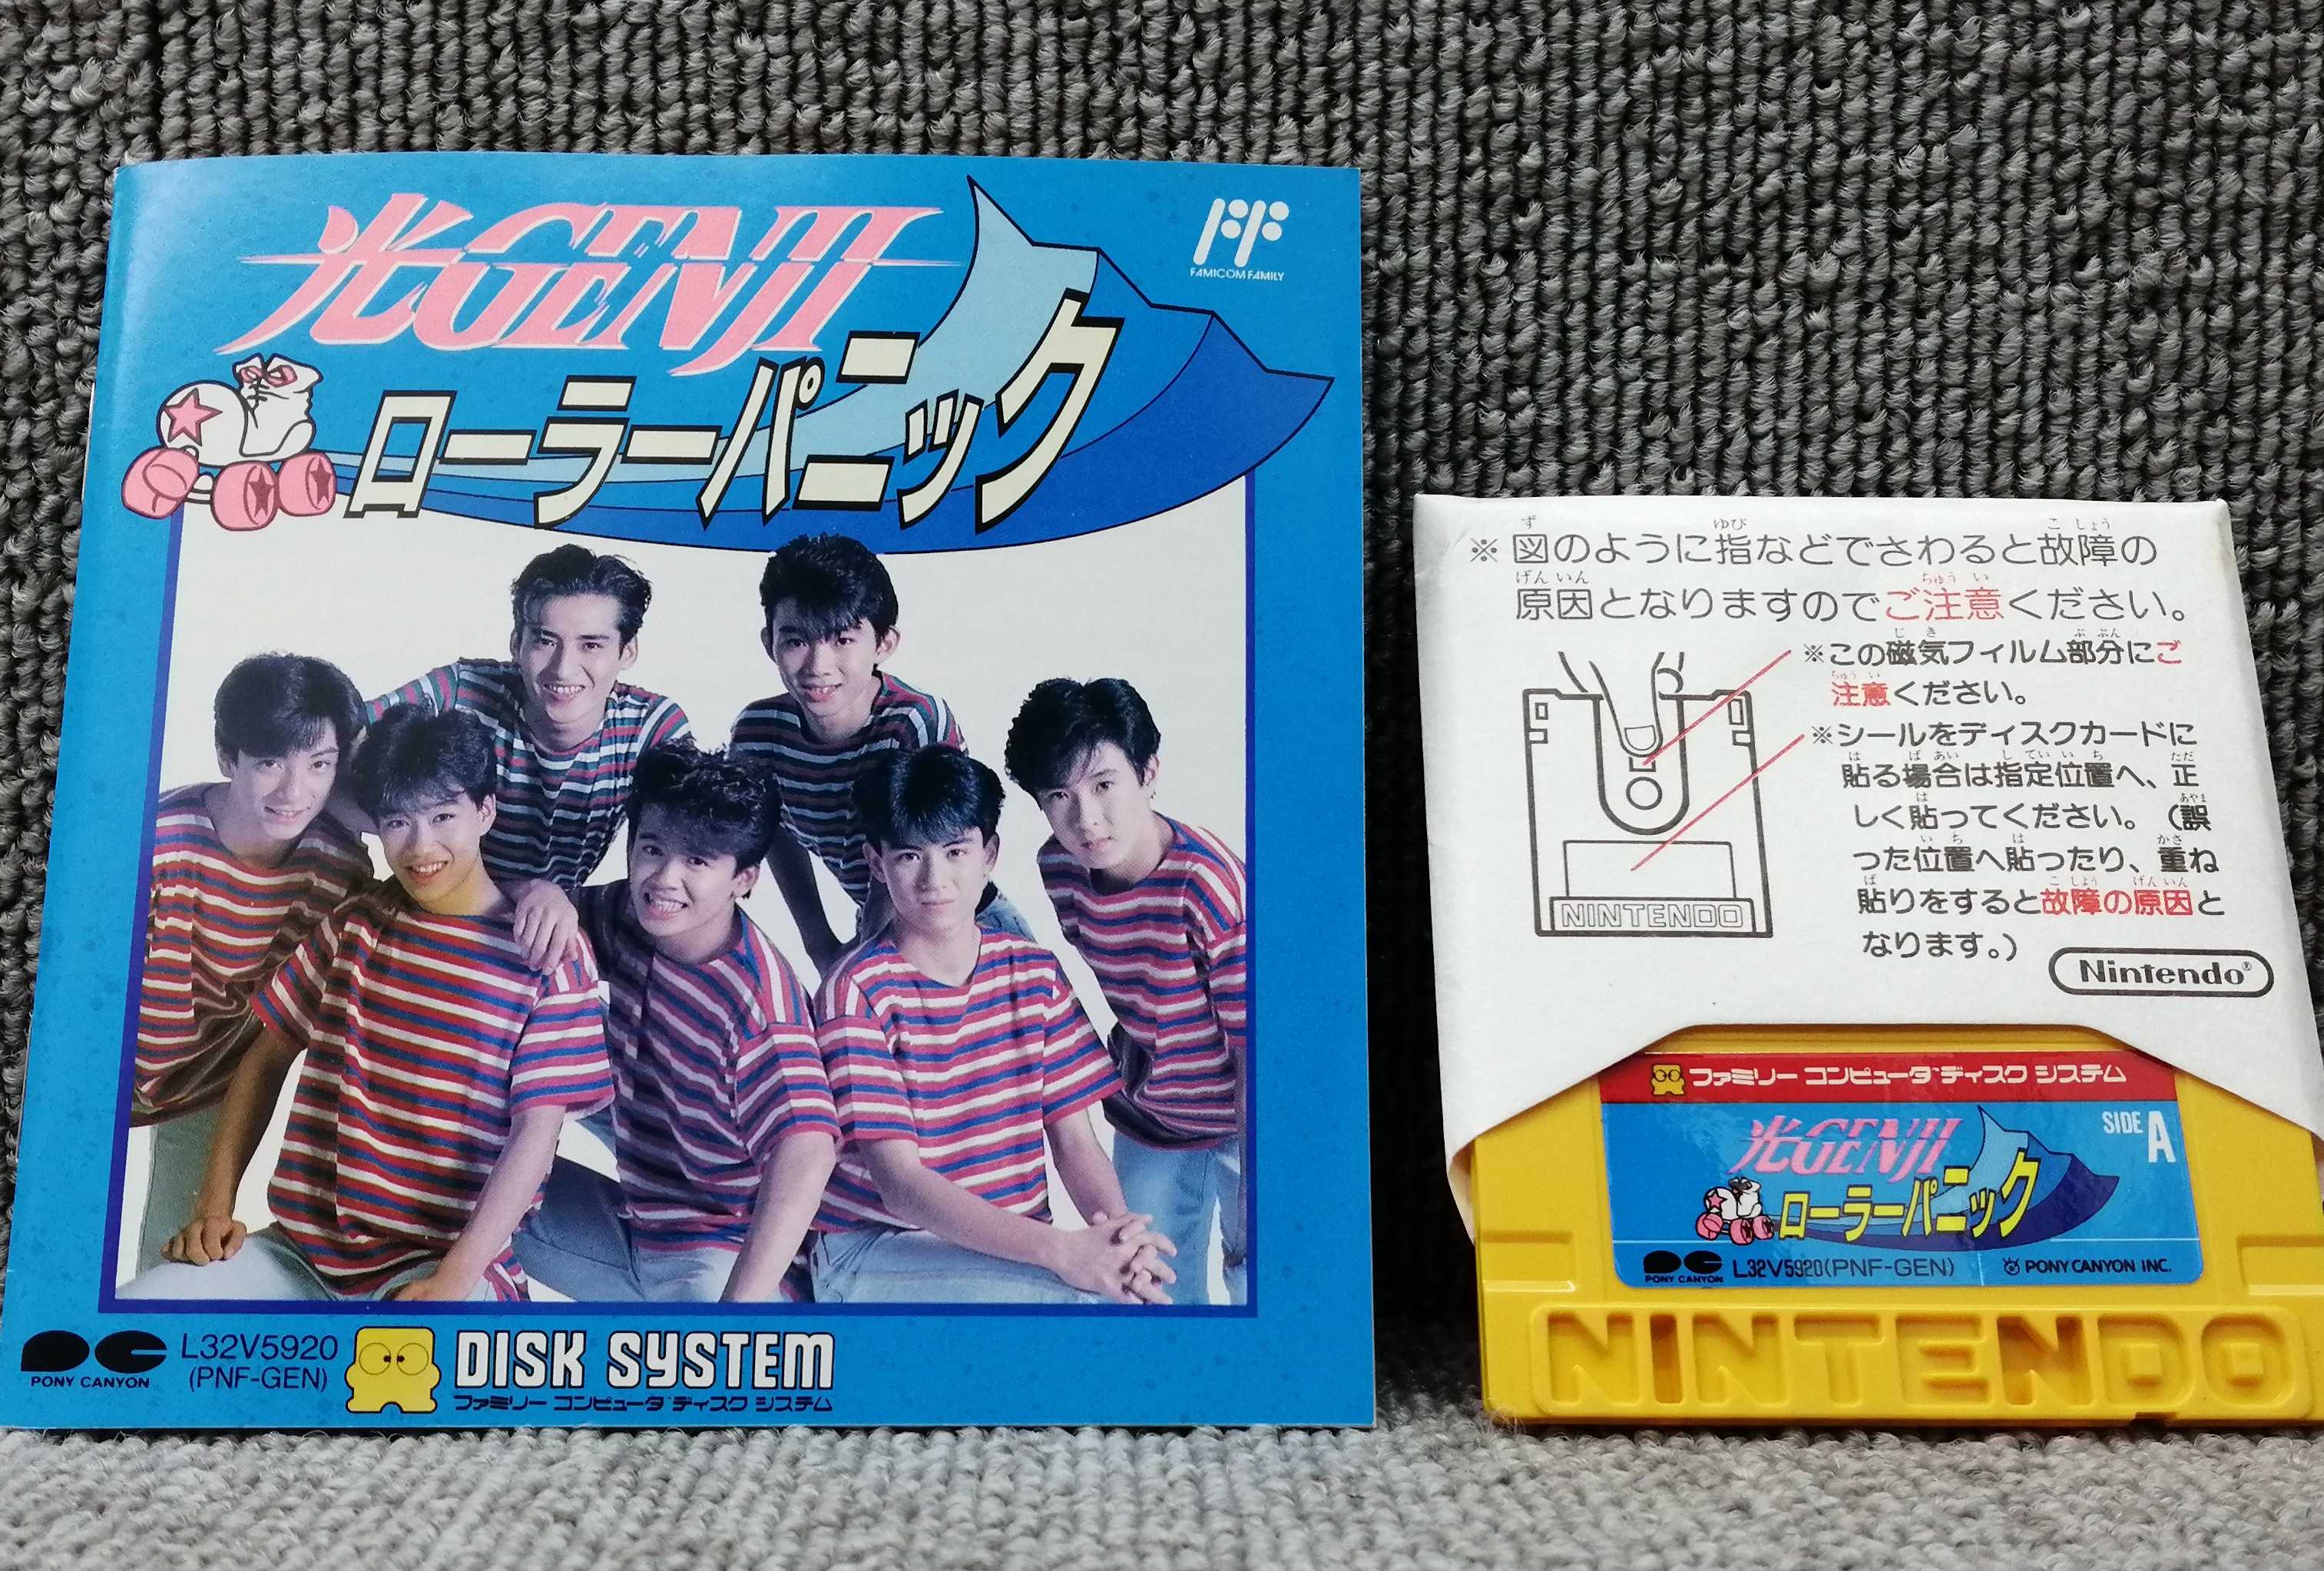 光GENJI
ローラーパニック
FF
FAMICOM FAMILY
PONY CANYON
L32V5920
(PNF-GEN)
DISK SYSTEM
ファミリー コンピュータ ディスク システム
※図のように指などでさわると故障の
原因となりますのでご注意ください。
※この磁気フィルム部分にご
注意ください。
※シールをディスクカードに
貼る場合は指定位置へ、正
しく貼ってください。(誤
った位置へ貼ったり、重ね
貼りをすると故障の原因と
なります。)
NINTENDO
Nintendo®
ファミリー コンピュータ ディスク システム
光GENJI
ローラーパニック
SIDE A
PONY CANYON
L32V5920(PNF-GEN)
PONY CANYON INC.
NINTENDO